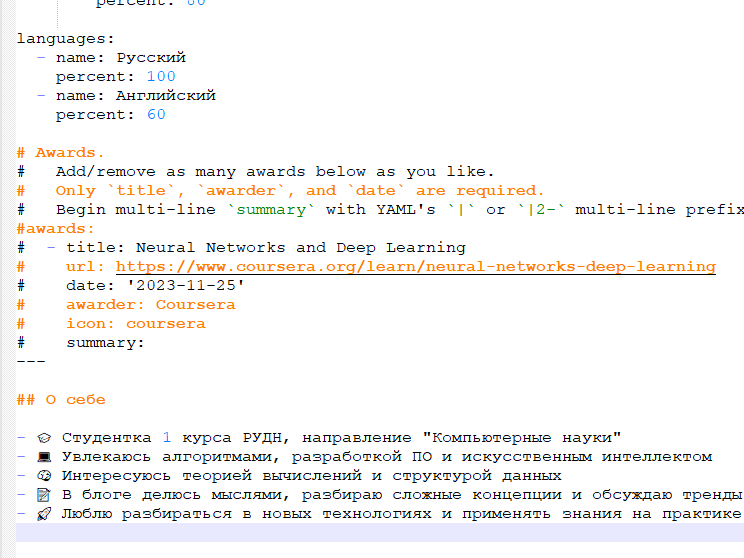 percent: 80
languages:
- name: Русский
percent: 100
- name: Английский
percent: 60
# Awards.
#   Add/remove as many awards below as you like.
#   Only `title`, `awarder`, and `date` are required.
#   Begin multi-line `summary` with YAML's `|` or `|2-` multi-line prefix
#awards:
#  - title: Neural Networks and Deep Learning
#    url: https://www.coursera.org/learn/neural-networks-deep-learning
#    date: '2023-11-25'
#    awarder: Coursera
#    icon: coursera
#    summary:
---
## О себе
- 🎓 Студентка 1 курса РУДН, направление "Компьютерные науки"
- 💻 Увлекаюсь алгоритмами, разработкой ПО и искусственным интеллектом
- 🧠 Интересуюсь теорией вычислений и структурой данных
- 📝 В блоге делюсь мыслями, разбираю сложные концепции и обсуждаю тренды
- 🚀 Люблю разбираться в новых технологиях и применять знания на практике